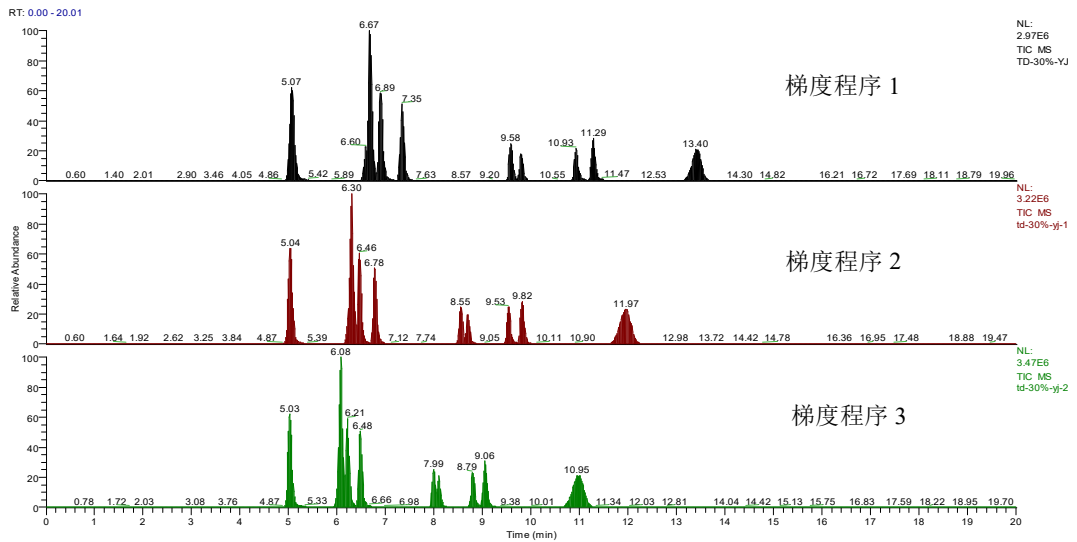 RT: 0.00 - 20.01
NL:
2.97E6
TIC MS
TD-30%-YJ
梯度程序 1
100
80
60
40
20
0
0.60 1.40 2.01 2.90 3.46 4.05 4.86 5.07 5.42 5.89 6.60 6.67 6.89 7.35 7.63 8.57 9.20 9.58 10.55 10.93 11.29 11.47 12.53 13.40 14.30 14.82 16.21 16.72 17.69 18.11 18.79 19.96
NL:
3.22E6
TIC MS
td-30%-yj-1
梯度程序 2
100
80
60
40
20
0
0.60 1.64 1.92 2.62 3.25 3.84 4.87 5.04 5.39 6.30 6.46 6.78 7.12 7.74 8.55 9.05 9.53 9.82 10.11 10.90 11.97 12.98 13.72 14.42 14.78 16.36 16.95 17.48 18.88 19.47
Relative Abundance
NL:
3.47E6
TIC MS
td-30%-yj-2
梯度程序 3
100
80
60
40
20
0
0.78 1.72 2.03 3.08 3.76 4.87 5.03 5.33 6.08 6.21 6.48 6.66 6.98 7.99 8.79 9.06 9.38 10.01 10.95 11.34 12.03 12.81 14.04 14.42 15.13 15.75 16.83 17.59 18.22 18.95 19.70
0 1 2 3 4 5 6 7 8 9 10 11 12 13 14 15 16 17 18 19 20
Time (min)